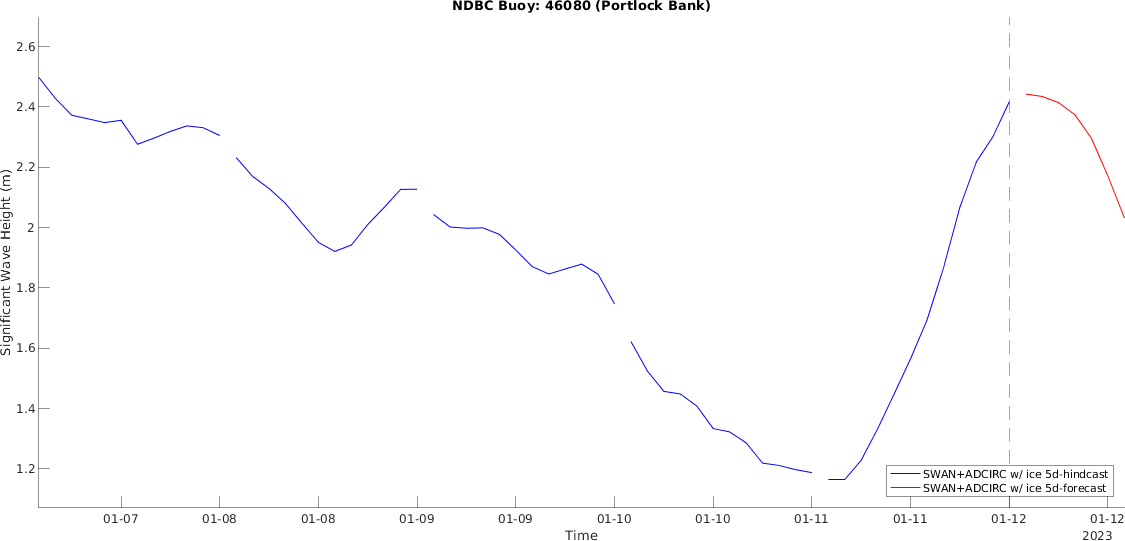 NDBC Buoy: 46080 (Portlock Bank)
2.6
2.4
2.2
2
1.8
1.6
1.4
1.2
Significant Wave Height (m)
SWAN+ADCIRC w/ ice 5d-hindcast
SWAN+ADCIRC w/ ice 5d-forecast
01-07 01-08 01-08 01-09 01-09 01-10 01-10 01-11 01-11 01-12 01-12
Time
2023